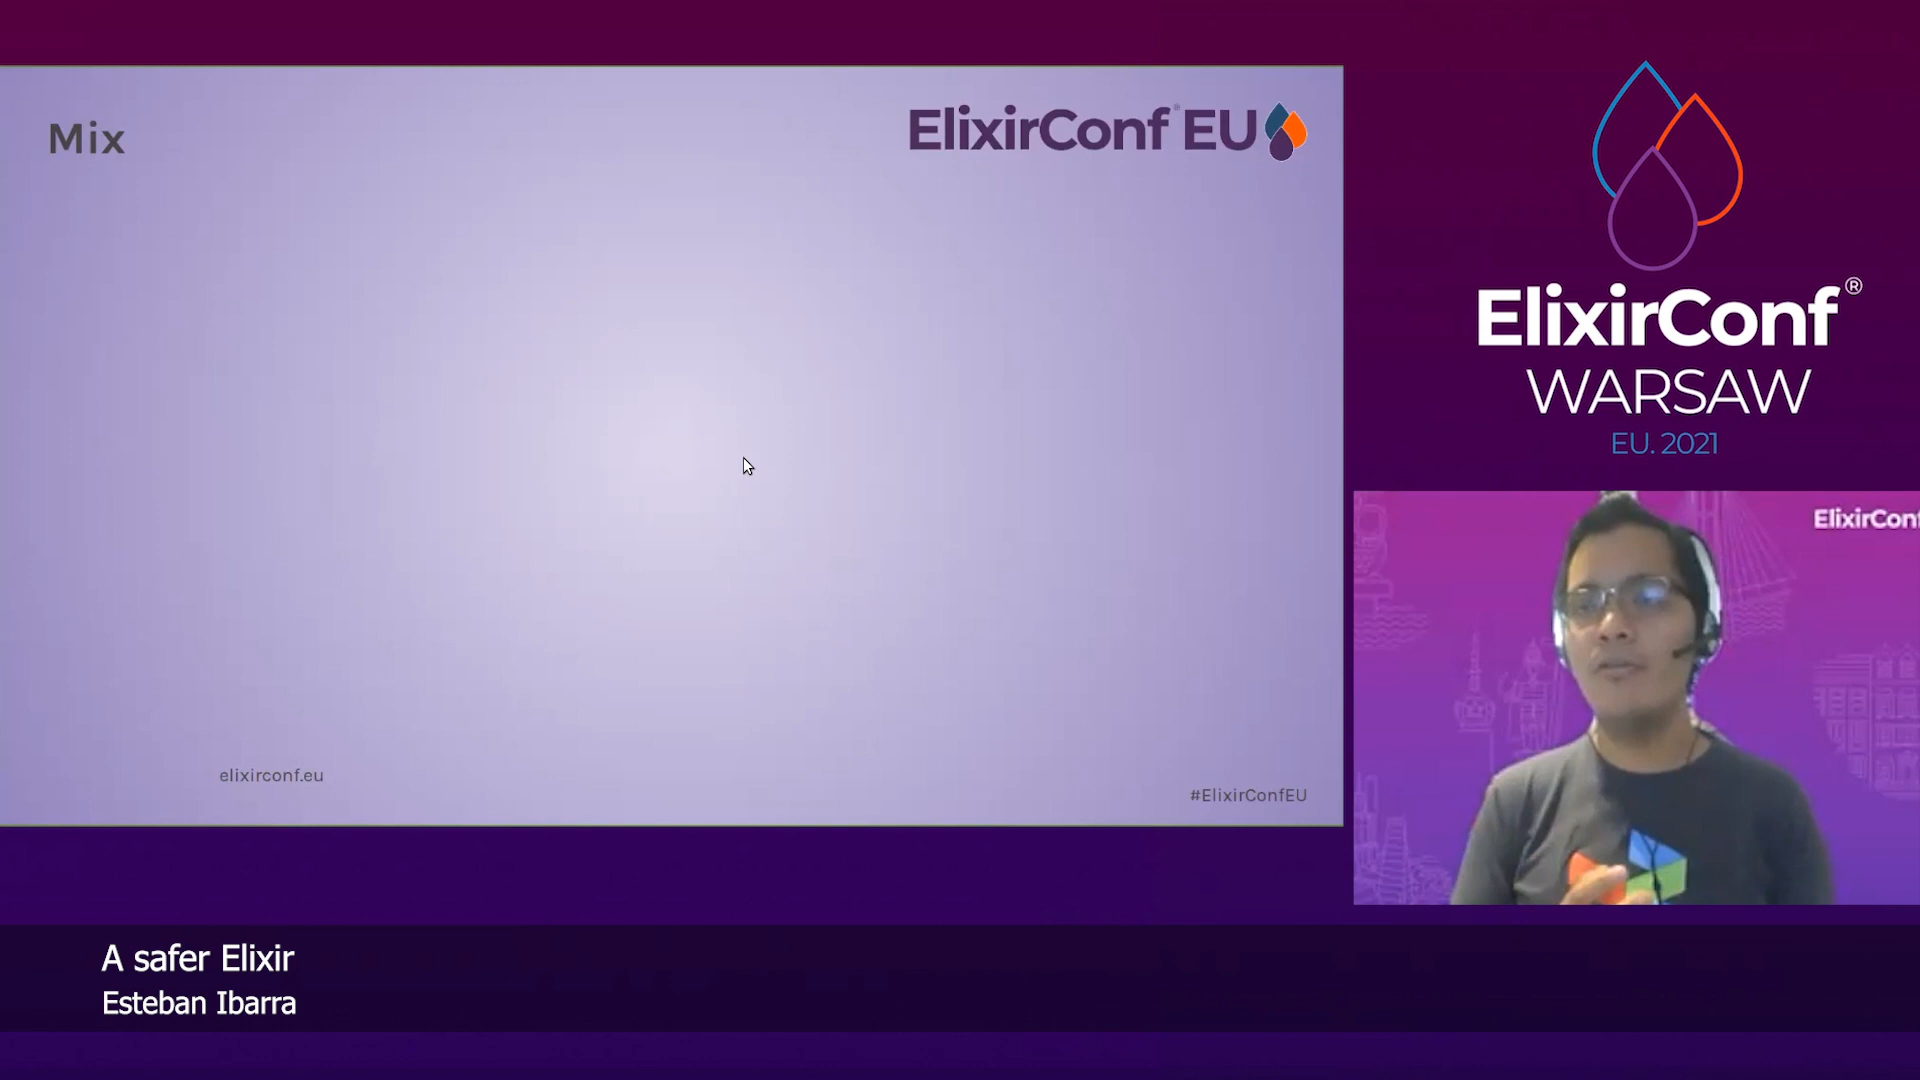 Mix
ElixirConf® EU
elixirconf.eu
#ElixirConfEU
ElixirConf®
WARSAW
EU. 2021
ElixirConf
A safer Elixir
Esteban Ibarra